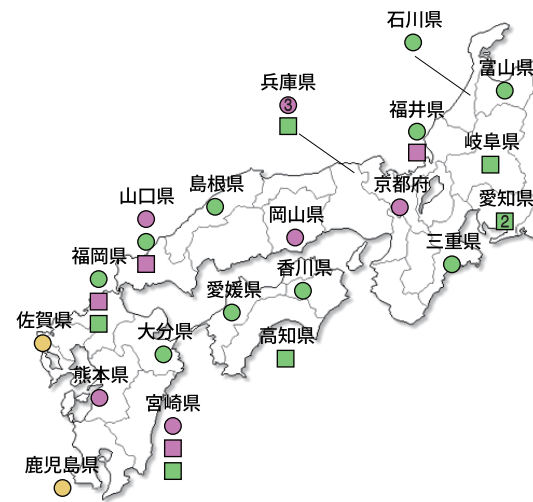 石川県
富山県
兵庫県
3
福井県
岐阜県
京都府
愛知県
2
島根県
山口県
岡山県
三重県
福岡県
香川県
愛媛県
佐賀県
大分県
高知県
熊本県
宮崎県
鹿児島県